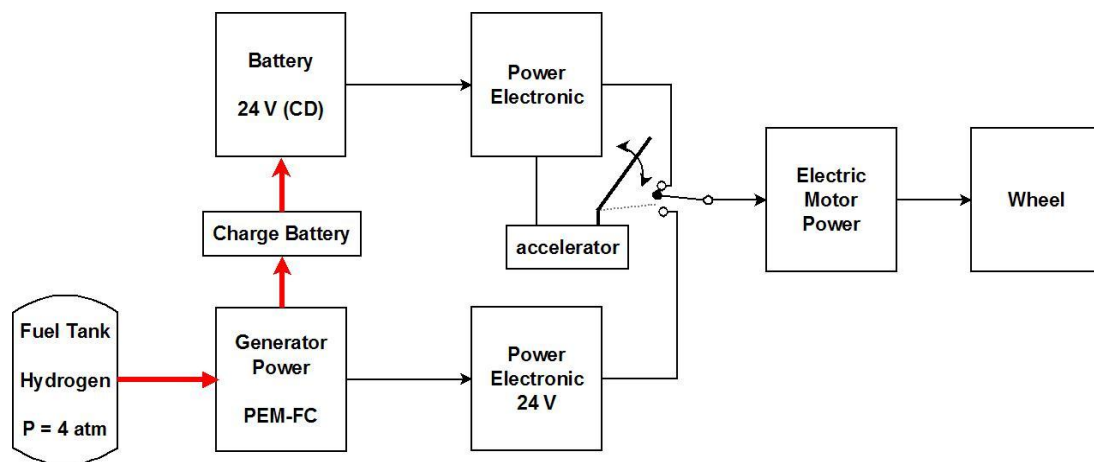 Battery
24 V (CD)
Power
Electronic
Electric
Motor
Power
Wheel
Charge Battery
accelerator
Fuel Tank
Hydrogen
P = 4 atm
Generator
Power
PEM-FC
Power
Electronic
24 V